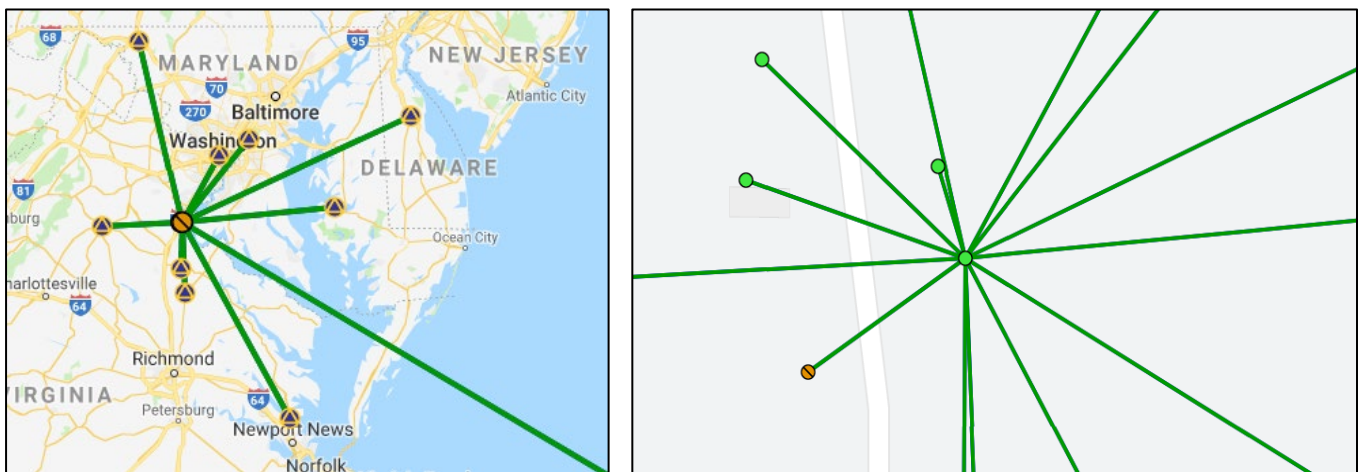 68
95
NEW JERSEY
MARYLAND
70
Atlantic City
270
Baltimore
Washington
DELAWARE
81
burg
Ocean City
harlottesville
64
Richmond
VIRGINIA
64
Petersburg
Newport News
Norfolk